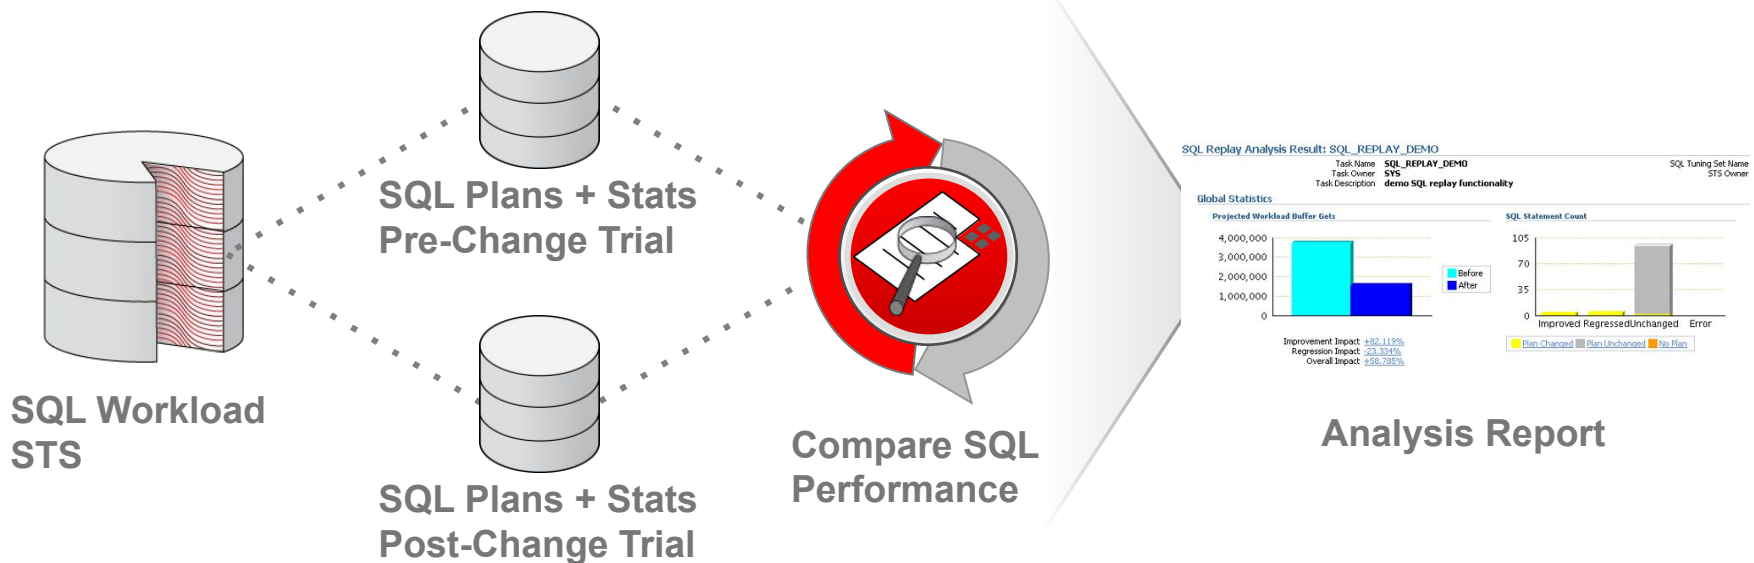 SQL Workload
STS
SQL Plans + Stats
Pre-Change Trial
SQL Plans + Stats
Post-Change Trial
Compare SQL
Performance
SQL Replay Analysis Result: SQL_REPLAY_DEMO
Task Name SQL_REPLAY_DEMO
Task Owner SYS
Task Description demo SQL replay functionality
SQL Tuning Set Name
STS Owner
Global Statistics
Projected Workload Buffer Gets
4,000,000
3,000,000
2,000,000
1,000,000
0
Before
After
Improvement Impact +82.119%
Regression Impact -23.334%
Overall Impact +58.785%
SQL Statement Count
105
70
35
0
Improved Regressed Unchanged Error
Plan Changed Plan Unchanged No Plan
Analysis Report